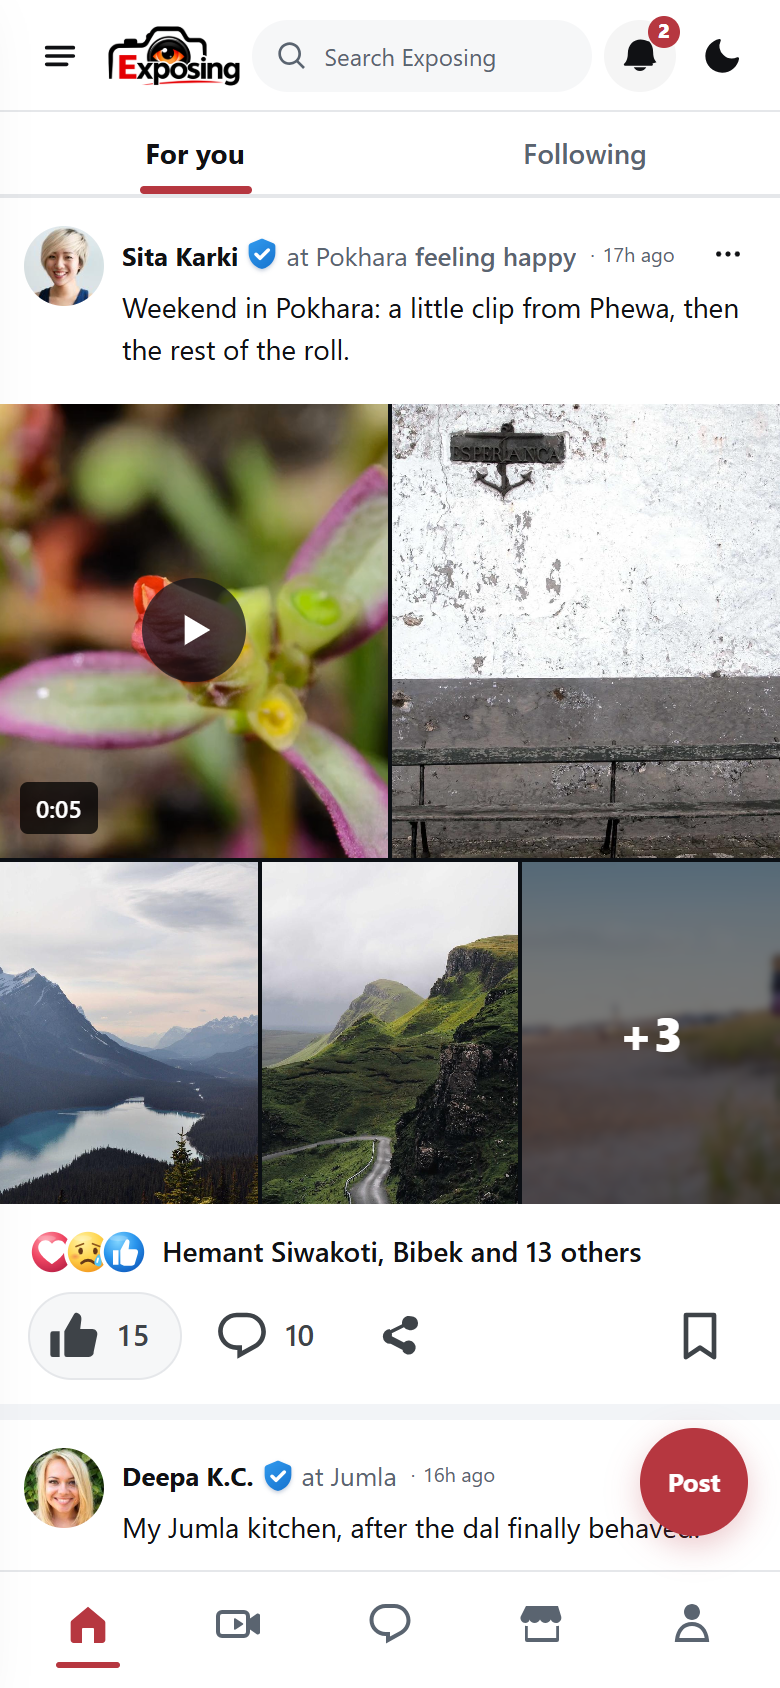 Exposing
Search Exposing
2
For you
Following
Sita Karki at Pokhara feeling happy · 17h ago
Weekend in Pokhara: a little clip from Phewa, then
the rest of the roll.
ESPERANÇA
0:05
+3
Hemant Siwakoti, Bibek and 13 others
15
10
Deepa K.C. at Jumla · 16h ago
My Jumla kitchen, after the dal finally behaved.
Post